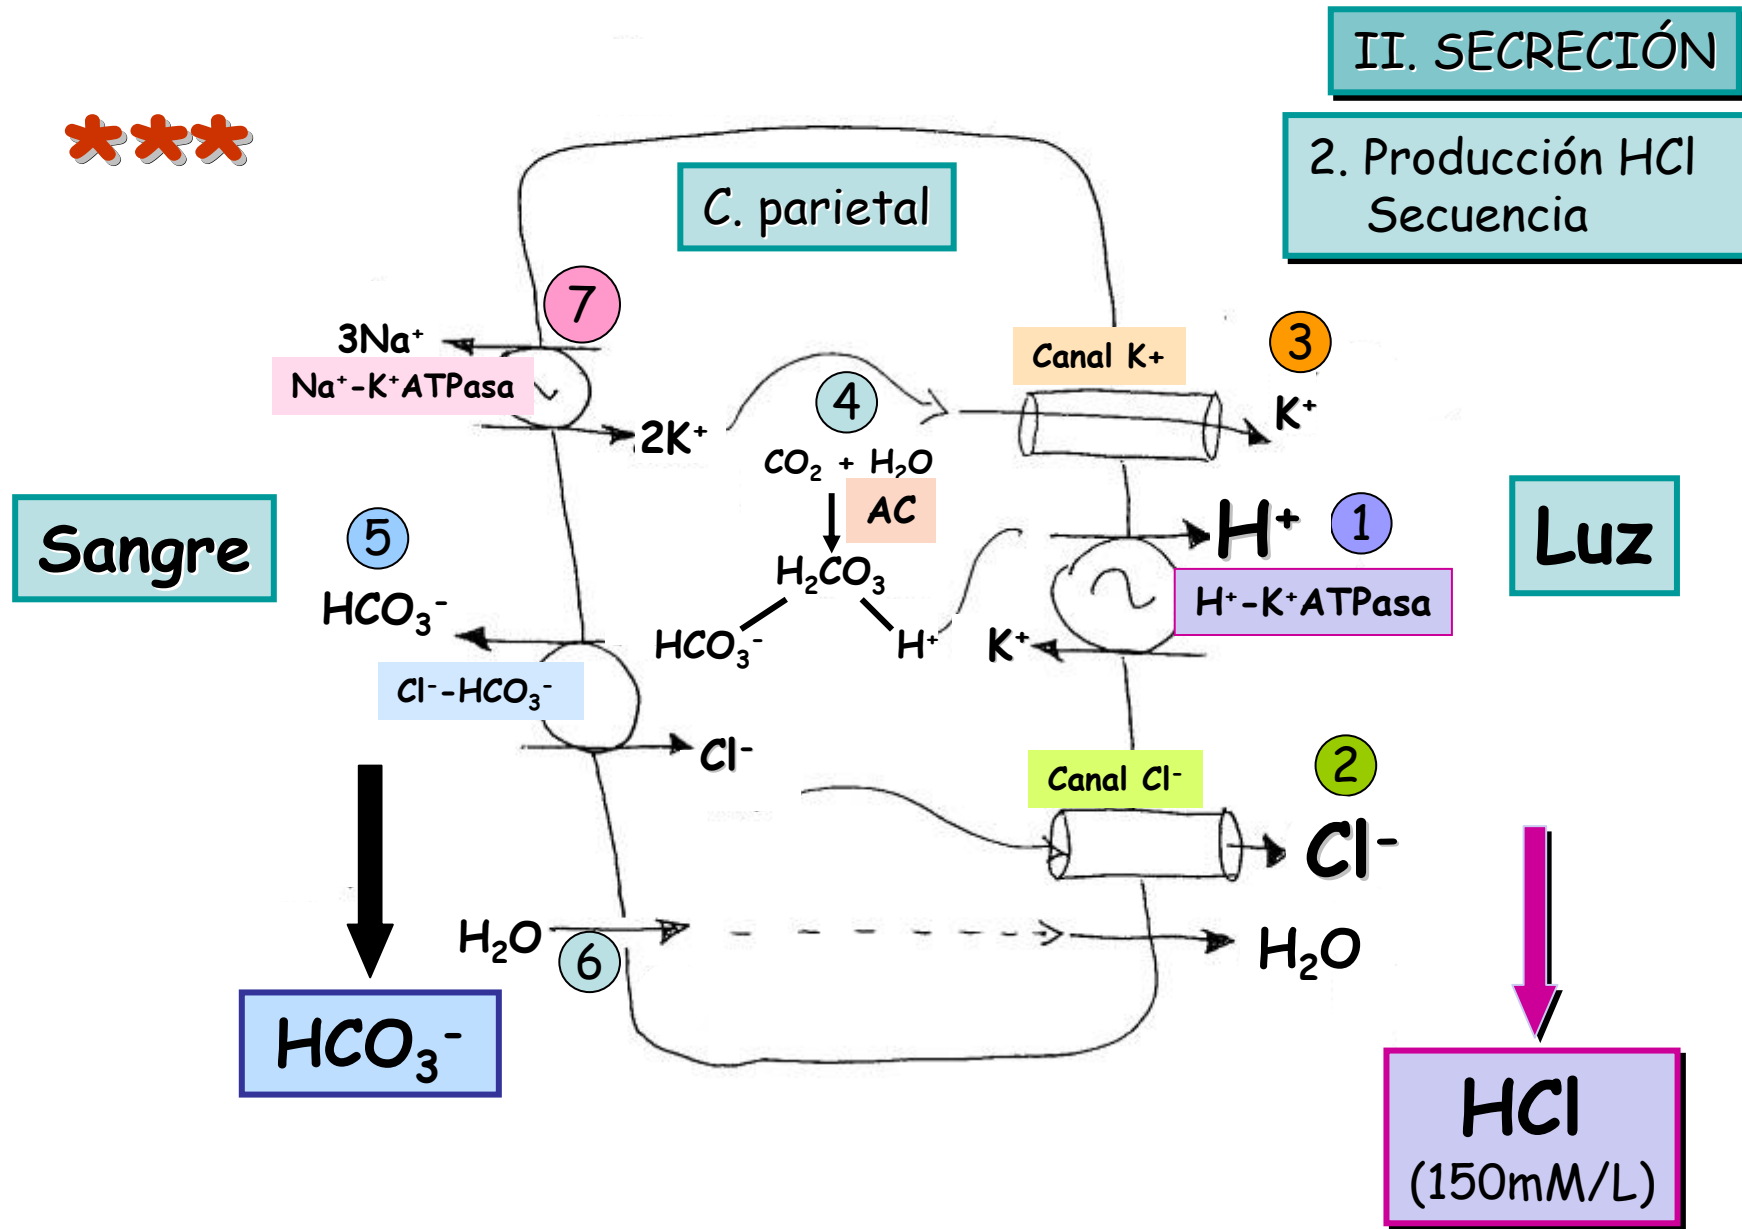 II. SECRECIÓN
***
2. Producción HCl
Secuencia
C. parietal
7
3Na⁺
Na⁺-K⁺ATPasa
2K⁺
Canal K+
3
K⁺
4
CO₂ + H₂O
AC
H₂CO₃
HCO₃⁻
H⁺
H⁺
1
H⁺-K⁺ATPasa
K⁺
Sangre
Luz
5
HCO₃⁻
Cl⁻-HCO₃⁻
Cl⁻
Canal Cl⁻
2
Cl⁻
H₂O
6
H₂O
HCO₃⁻
HCl
(150mM/L)